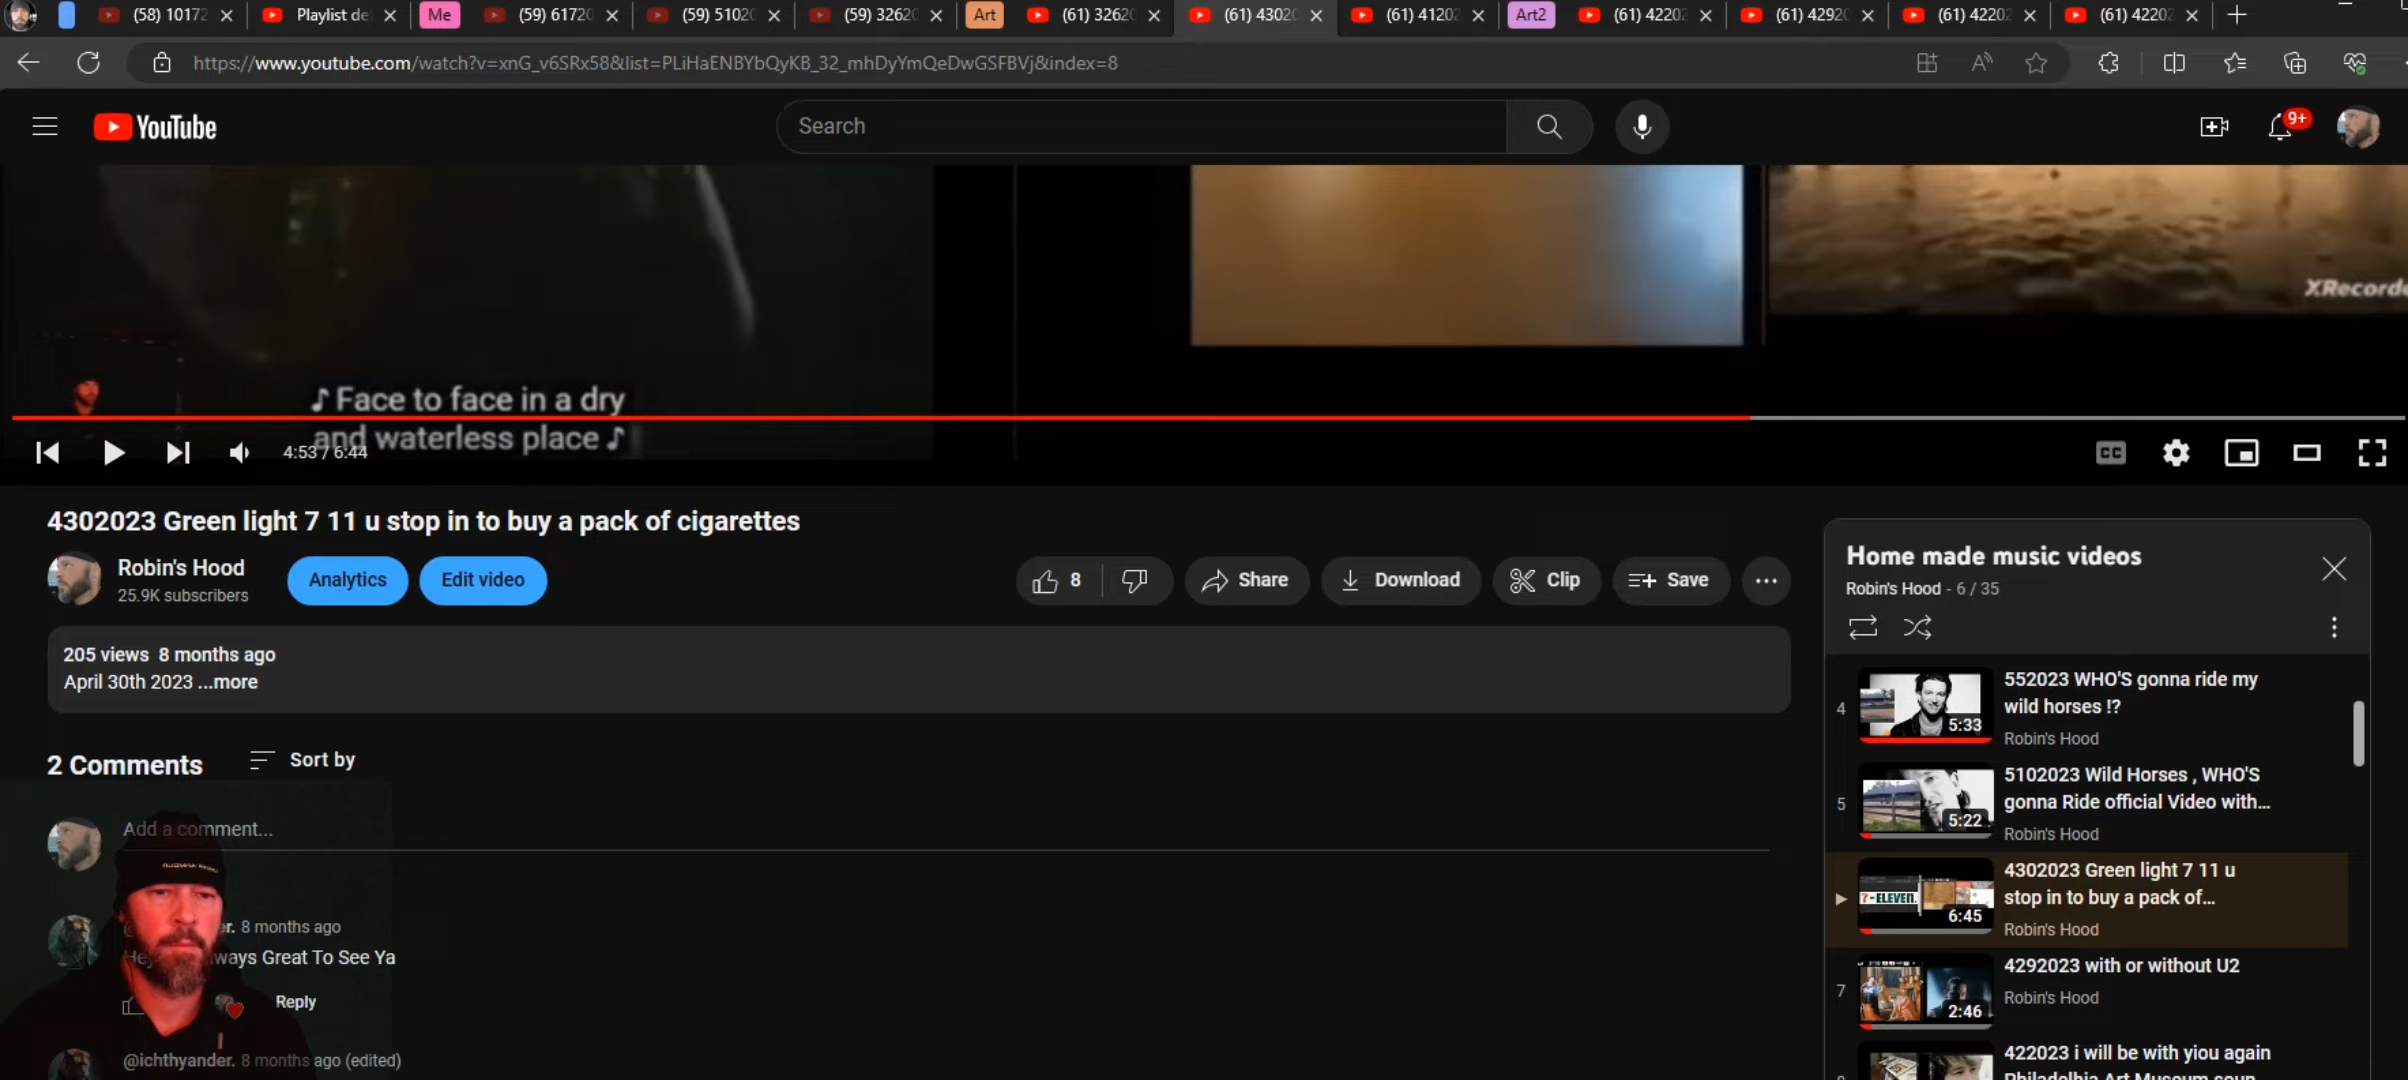 (58) 10172
Playlist de
Me
(59) 61720
(59) 5102
(59) 32620
Art
(61) 32620
(61) 4302
(61) 41202
Art2
(61) 42202
(61) 4292
(61) 42202
(61) 42202
https://www.youtube.com/watch?v=xnG_v6SRx58&list=PLiHaENBYbQyKB_32_mhDyYmQeDwGSFBVj&index=8
YouTube
Search
9+
XRecorde
♪ Face to face in a dry
and waterless place ♪
4:53 / 6:44
CC
4302023 Green light 7 11 u stop in to buy a pack of cigarettes
Robin's Hood
25.9K subscribers
Analytics
Edit video
8
Share
Download
Clip
Save
205 views 8 months ago
April 30th 2023 ...more
2 Comments
Sort by
Add a comment...
r. 8 months ago
ways Great To See Ya
Reply
@ichthyander. 8 months ago (edited)
Home made music videos
Robin's Hood - 6 / 35
4
5:33
552023 WHO'S gonna ride my
wild horses !?
Robin's Hood
5
5:22
5102023 Wild Horses , WHO'S
gonna Ride official Video with...
Robin's Hood
7-ELEVEN
6:45
4302023 Green light 7 11 u
stop in to buy a pack of...
Robin's Hood
7
2:46
4292023 with or without U2
Robin's Hood
422023 i will be with yiou again
Philadelhia Art Museum soun